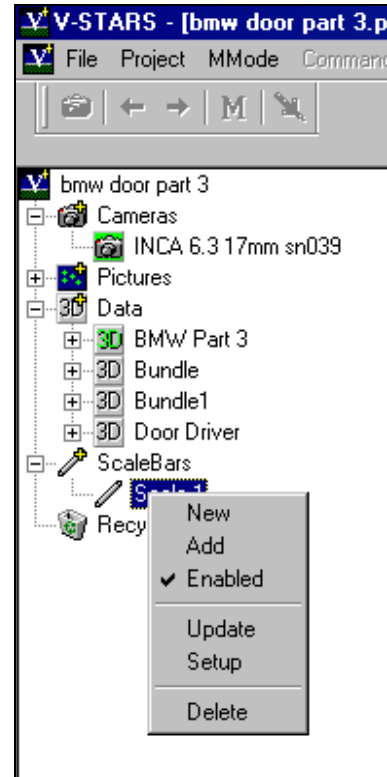 V-STARS - [bmw door part 3.p
File Project MMode Command
M
bmw door part 3
Cameras
INCA 6.3 17mm sn039
Pictures
3D Data
3D BMW Part 3
3D Bundle
3D Bundle1
3D Door Driver
ScaleBars
New
Recy
Add
Enabled
Update
Setup
Delete